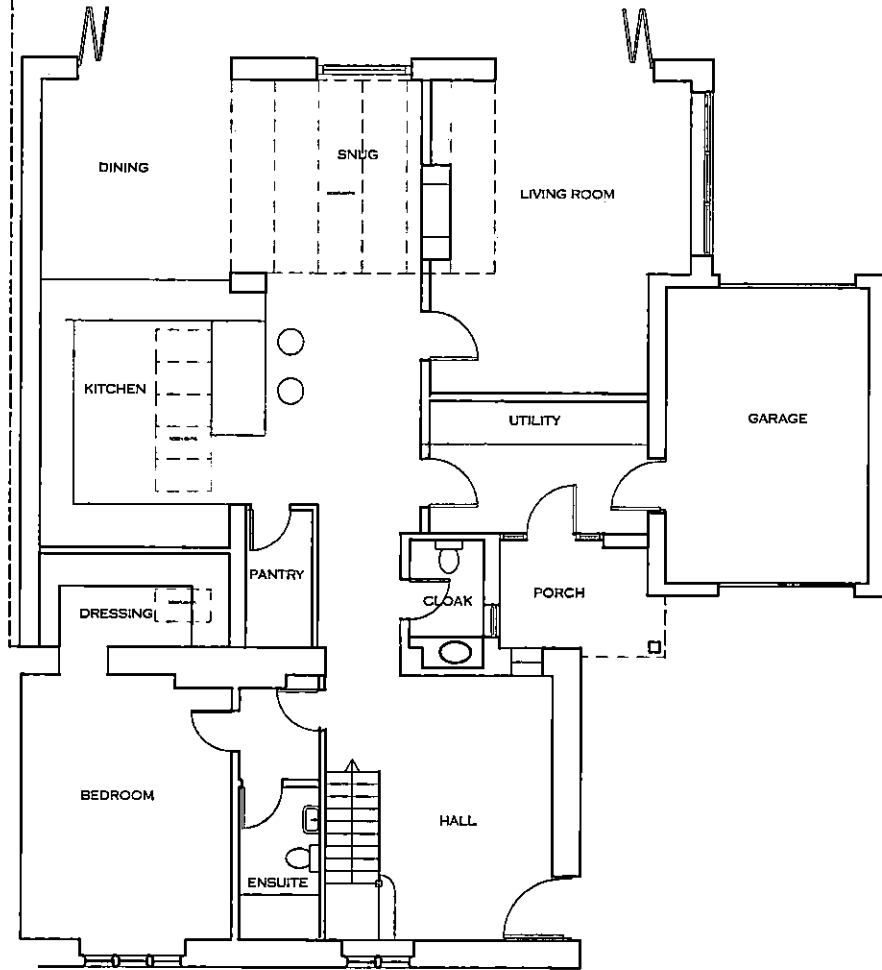 SNUG
DINING
LIVING ROOM
KITCHEN
UTILITY
GARAGE
PANTRY
CLOAK
PORCH
DRESSING
BEDROOM
HALL
ENSUITE